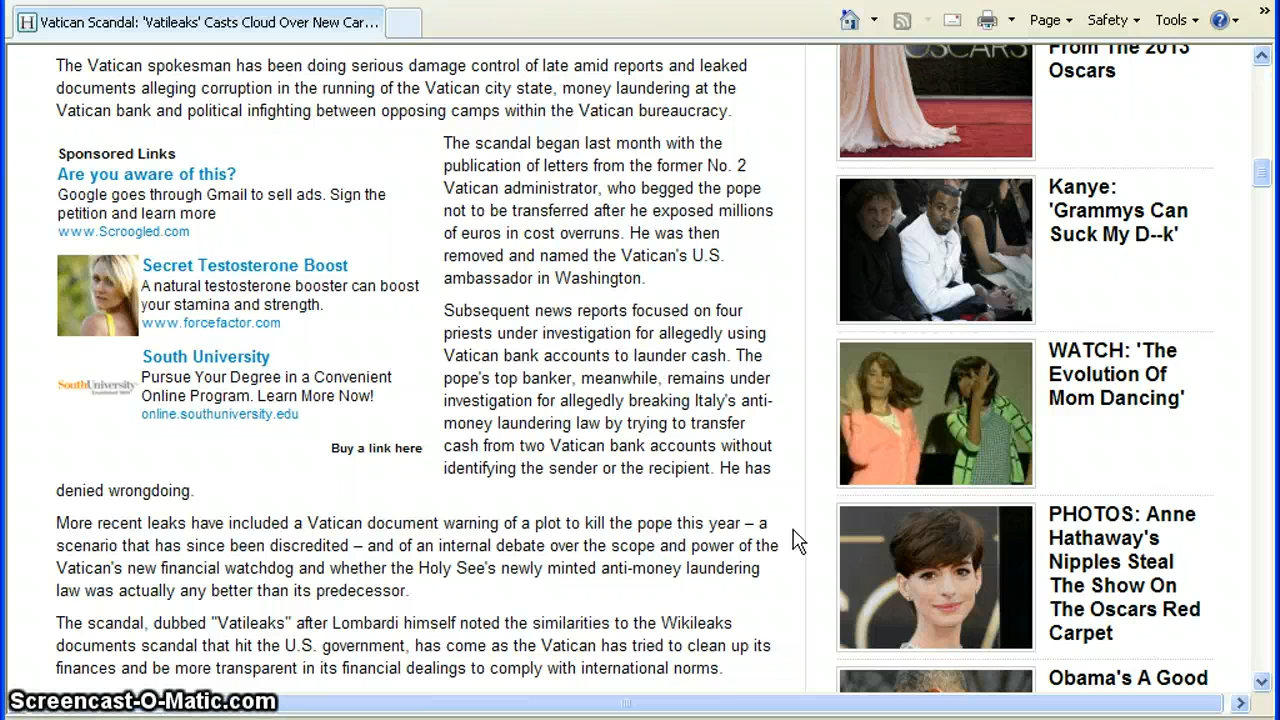 Vatican Scandal: 'Vatileaks' Casts Cloud Over New Car...
Page
Safety
Tools
The Vatican spokesman has been doing serious damage control of late amid reports and leaked
documents alleging corruption in the running of the Vatican city state, money laundering at the
Vatican bank and political infighting between opposing camps within the Vatican bureaucracy.
Sponsored Links
Are you aware of this?
Google goes through Gmail to sell ads. Sign the
petition and learn more
www.Scroogled.com
Secret Testosterone Boost
A natural testosterone booster can boost
your stamina and strength.
www.forcefactor.com
SouthUniversity
South University
Pursue Your Degree in a Convenient
Online Program. Learn More Now!
online.southuniversity.edu
Buy a link here
The scandal began last month with the
publication of letters from the former No. 2
Vatican administrator, who begged the pope
not to be transferred after he exposed millions
of euros in cost overruns. He was then
removed and named the Vatican's U.S.
ambassador in Washington.
Subsequent news reports focused on four
priests under investigation for allegedly using
Vatican bank accounts to launder cash. The
pope's top banker, meanwhile, remains under
investigation for allegedly breaking Italy's anti-
money laundering law by trying to transfer
cash from two Vatican bank accounts without
identifying the sender or the recipient. He has
denied wrongdoing.
More recent leaks have included a Vatican document warning of a plot to kill the pope this year – a
scenario that has since been discredited – and of an internal debate over the scope and power of the
Vatican's new financial watchdog and whether the Holy See's newly minted anti-money laundering
law was actually any better than its predecessor.
The scandal, dubbed "Vatileaks" after Lombardi himself noted the similarities to the Wikileaks
documents scandal that hit the U.S. government, has come as the Vatican has tried to clean up its
finances and be more transparent in its financial dealings to comply with international norms.
OSCARS
From The 2013
Oscars
Kanye:
'Grammys Can
Suck My D--k'
WATCH: 'The
Evolution Of
Mom Dancing'
PHOTOS: Anne
Hathaway's
Nipples Steal
The Show On
The Oscars Red
Carpet
Obama's A Good
Screencast-O-Matic.com